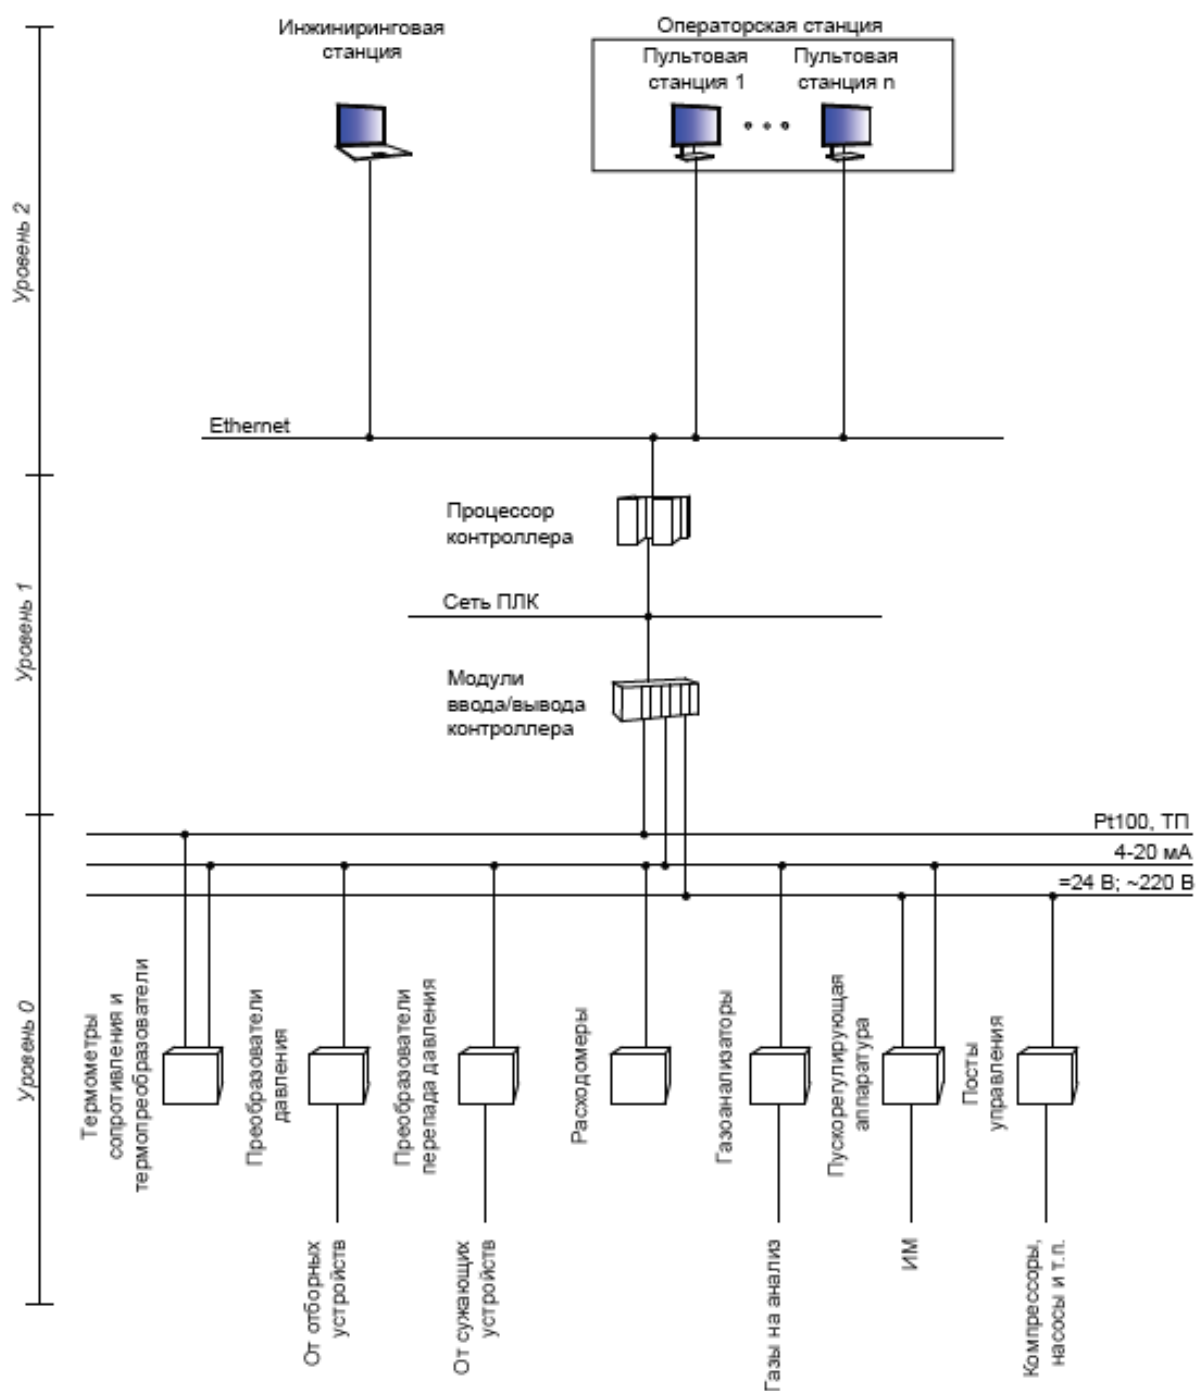 Инжиниринговая
станция
Операторская станция
Пультовая
станция 1
Пультовая
станция n
Уровень 2
Ethernet
Процессор
контроллера
Сеть ПЛК
Уровень 1
Модули
ввода/вывода
контроллера
Pt100, ТП
4-20 мА
=24 В; ~220 В
Уровень 0
Термометры
сопротивления и
термопреобразователи
Преобразователи
давления
Преобразователи
перепада давления
Расходомеры
Газоанализаторы
Пускорегулирующая
аппаратура
Посты
управления
От отборных
устройств
От сужающих
устройств
Газы на анализ
ИМ
Компрессоры,
насосы и т.п.